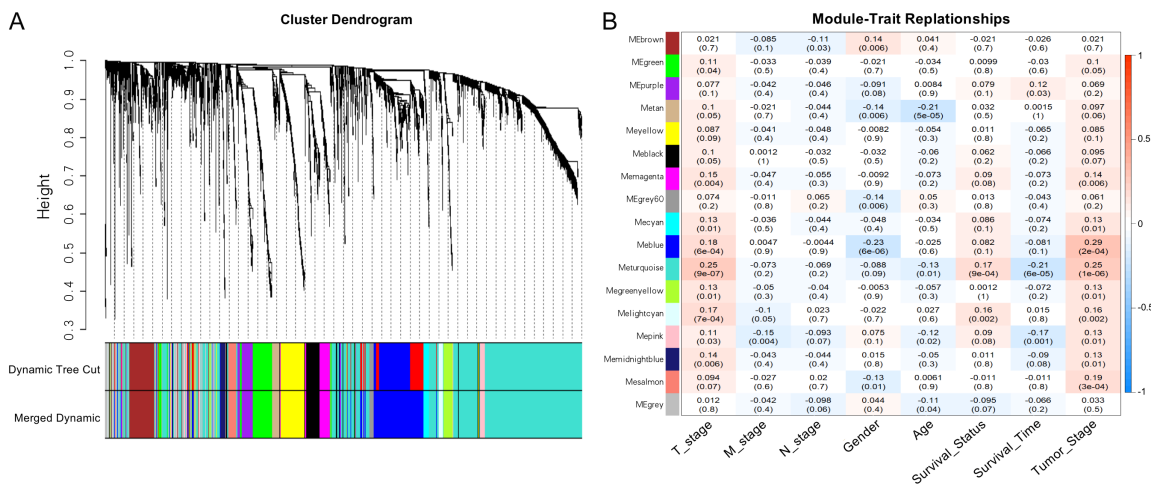 A
Cluster Dendrogram
Height
1.0
0.9
0.8
0.7
0.6
0.5
0.4
0.3
Dynamic Tree Cut
Merged Dynamic
B
Module-Trait Replationships
MEbrown 0.021 -0.085 -0.11 0.14 0.041 -0.021 -0.026 0.021
(0.7) (0.1) (0.03) (0.006) (0.4) (0.7) (0.6) (0.7)
MEgreen 0.11 -0.033 -0.039 -0.021 -0.034 0.0099 -0.03 0.1
(0.04) (0.5) (0.4) (0.7) (0.5) (0.8) (0.6) (0.05)
MEpurple 0.077 -0.042 -0.046 -0.091 0.0084 0.079 0.12 0.069
(0.1) (0.4) (0.4) (0.08) (0.9) (0.1) (0.03) (0.2)
Metan 0.1 -0.021 -0.044 -0.14 -0.21 0.032 0.0015 0.097
(0.05) (0.7) (0.4) (0.006) (5e-05) (0.5) (1) (0.06)
Meyellow 0.087 -0.041 -0.048 -0.0082 -0.054 0.011 -0.065 0.085
(0.09) (0.4) (0.4) (0.9) (0.3) (0.8) (0.2) (0.1)
Meblack 0.1 0.0012 -0.032 -0.032 -0.06 0.062 -0.066 0.095
(0.05) (1) (0.5) (0.5) (0.2) (0.2) (0.2) (0.07)
Memagenta 0.15 -0.047 -0.055 -0.0092 -0.073 0.09 -0.065 0.14
(0.004) (0.4) (0.3) (0.9) (0.2) (0.08) (0.2) (0.006)
MEgrey60 0.074 -0.011 0.065 -0.14 0.05 0.013 -0.043 0.061
(0.2) (0.8) (0.2) (0.006) (0.3) (0.8) (0.4) (0.2)
Mecyan 0.13 -0.036 -0.044 -0.048 -0.034 0.086 -0.074 0.13
(0.01) (0.5) (0.4) (0.4) (0.5) (0.1) (0.2) (0.01)
Meblue 0.18 0.0047 -0.0044 -0.23 -0.025 0.082 -0.081 0.29
(6e-04) (0.9) (0.9) (6e-06) (0.6) (0.1) (0.1) (2e-04)
Meturquoise 0.25 -0.073 -0.069 -0.088 -0.13 0.17 -0.21 0.25
(9e-07) (0.2) (0.2) (0.09) (0.01) (9e-04) (6e-05) (1e-06)
Megreenyellow 0.13 -0.05 -0.04 -0.0053 -0.057 0.0012 -0.072 0.13
(0.01) (0.3) (0.4) (0.9) (0.3) (1) (0.2) (0.01)
Melightcyan 0.17 -0.1 0.023 -0.022 -0.027 0.16 0.015 0.16
(7e-04) (0.05) (0.7) (0.7) (0.6) (0.002) (0.8) (0.002)
Mepink 0.11 -0.15 -0.093 0.075 -0.12 0.09 -0.17 0.13
(0.03) (0.004) (0.07) (0.1) (0.02) (0.08) (0.001) (0.01)
Memidnightblue 0.14 -0.043 -0.044 0.015 -0.05 0.011 -0.09 0.13
(0.006) (0.4) (0.4) (0.8) (0.3) (0.8) (0.08) (0.01)
Mesalmon 0.094 -0.027 0.02 -0.13 0.0061 -0.011 -0.011 0.19
(0.07) (0.6) (0.7) (0.01) (0.9) (0.8) (0.8) (3e-04)
MEgrey 0.012 -0.042 -0.098 0.044 -0.11 -0.095 -0.066 0.033
(0.8) (0.4) (0.06) (0.4) (0.04) (0.07) (0.2) (0.5)
T_stage M_stage N_stage Gender Age Survival_Status Survival_Time Tumor_Stage
1
0.5
0
-0.5
-1